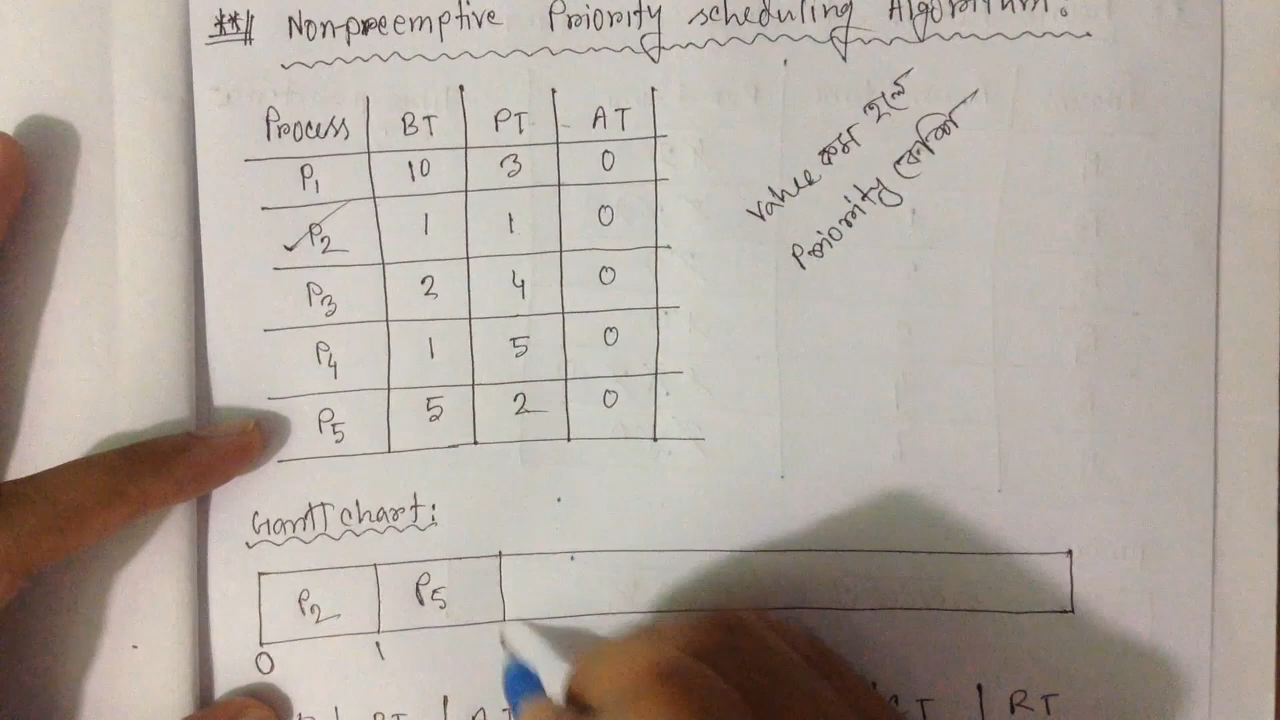 **// Non-preemptive Priority scheduling Algorithm:
Process BT PT AT
P1 10 3 0
P2 1 1 0
P3 2 4 0
P4 1 5 0
P5 5 2 0
value কম হলে
Priority বেশি
Gantt chart:
P2 P5
0 1
RT